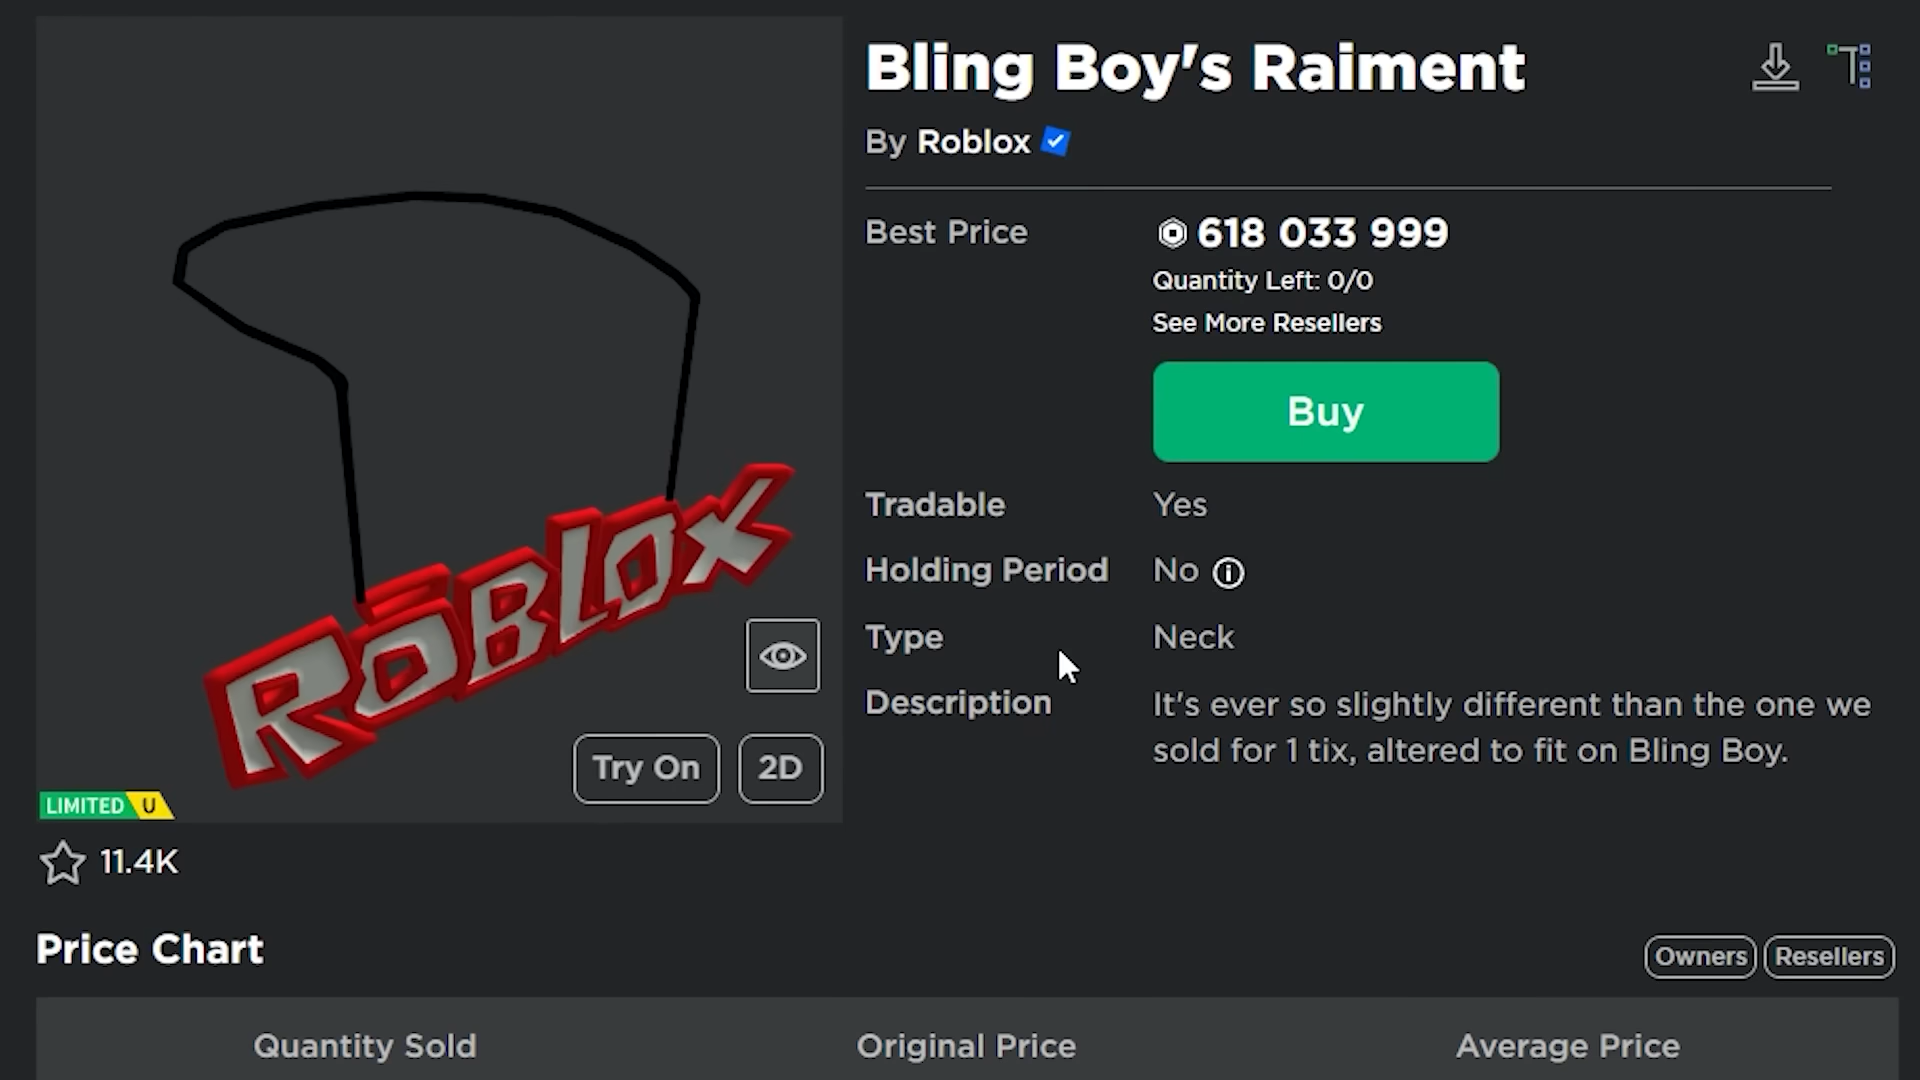 Bling Boy's Raiment
By Roblox
Best Price
618 033 999
Quantity Left: 0/0
See More Resellers
Buy
Tradable
Yes
Holding Period
No
Type
Neck
Description
It's ever so slightly different than the one we
sold for 1 tix, altered to fit on Bling Boy.
ROBLOX
Try On
2D
LIMITED U
11.4K
Price Chart
Owners
Resellers
Quantity Sold
Original Price
Average Price